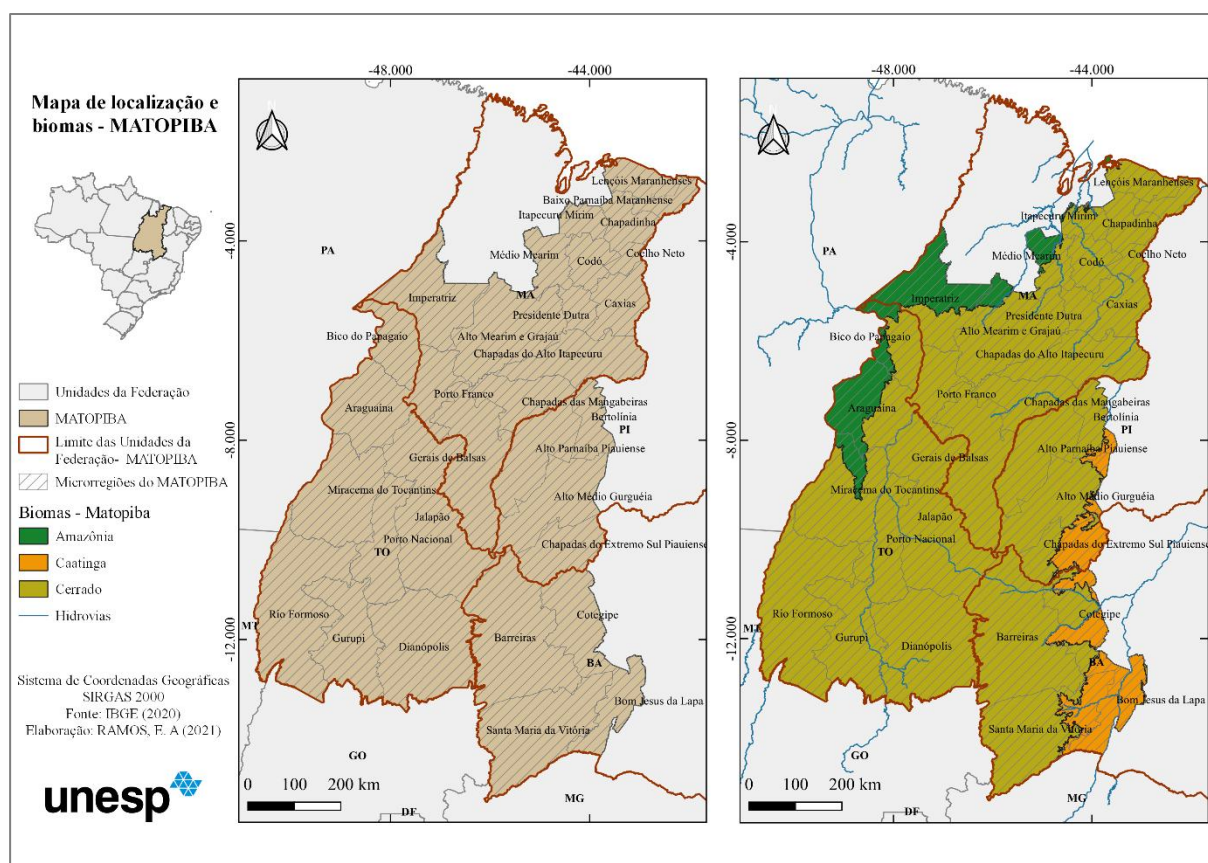 Mapa de localização e
biomas - MATOPIBA
Unidades da Federação
MATOPIBA
Limite das Unidades da
Federação- MATOPIBA
Microrregiões do MATOPIBA
Biomas - Matopiba
Amazônia
Caatinga
Cerrado
Hidrovias
Sistema de Coordenadas Geográficas
SIRGAS 2000
Fonte: IBGE (2020)
Elaboração: RAMOS, E. A (2021)
unesp
-48.000 -44.000
N
Lençóis Maranhenses
Baixo Parnaíba Maranhense
Itapecuru Mirim
Chapadinha
-4.000
PA
Médio Mearim
Coelho Neto
Codó
Imperatriz
MA
Caxias
Presidente Dutra
Bico do Papagaio
Alto Mearim e Grajaú
Chapadas do Alto Itapecuru
Porto Franco
Chapadas das Mangabeiras
Araguaína
Bertolínia
PI
-8.000
Alto Parnaíba Piauiense
Gerais de Balsas
Miracema do Tocantins
Alto Médio Gurguéia
Jalapão
Porto Nacional
Chapadas do Extremo Sul Piauiense
TO
Rio Formoso
Cotegipe
MT
Gurupi
Dianópolis
Barreiras
-12.000
BA
Bom Jesus da Lapa
Santa Maria da Vitória
GO
0 100 200 km
MG
DF
-48.000 -44.000
N
Lençóis Maranhenses
Itapecuru Mirim
Chapadinha
-4.000
PA
Médio Mearim
Coelho Neto
Codó
Imperatriz
MA
Caxias
Presidente Dutra
Bico do Papagaio
Alto Mearim e Grajaú
Chapadas do Alto Itapecuru
Porto Franco
Chapadas das Mangabeiras
Araguaína
Bertolínia
PI
-8.000
Alto Parnaíba Piauiense
Gerais de Balsas
Miracema do Tocantins
Alto Médio Gurguéia
Jalapão
Porto Nacional
Chapadas do Extremo Sul Piauiense
TO
Rio Formoso
Cotegipe
MT
Gurupi
Dianópolis
Barreiras
-12.000
BA
Bom Jesus da Lapa
Santa Maria da Vitória
GO
0 100 200 km
MG
DF